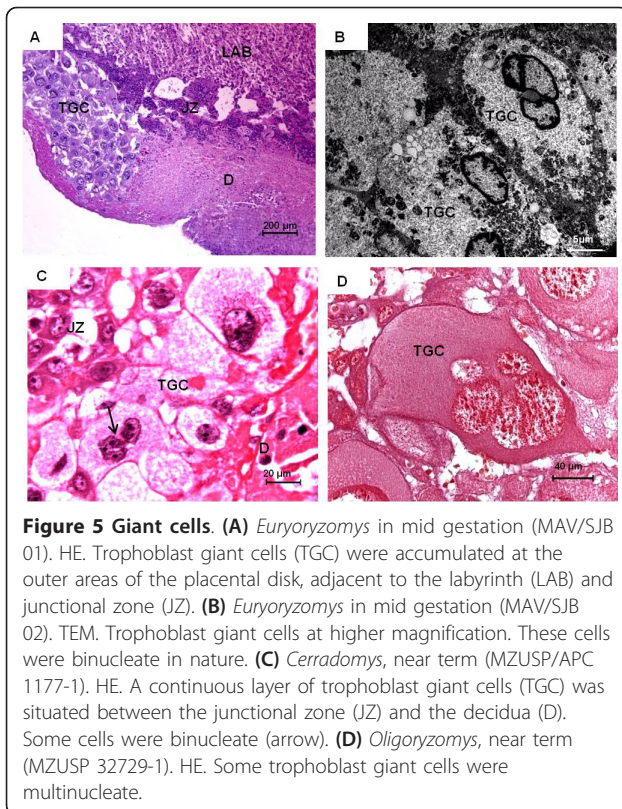 A
LAB
TGC
JZ
D
200 µm
B
TGC
TGC
5µm
C
JZ
TGC
D
20 µm
D
TGC
40 µm
Figure 5 Giant cells. (A) Euryoryzomys in mid gestation (MAV/SJB
01). HE. Trophoblast giant cells (TGC) were accumulated at the
outer areas of the placental disk, adjacent to the labyrinth (LAB) and
junctional zone (JZ). (B) Euryoryzomys in mid gestation (MAV/SJB
02). TEM. Trophoblast giant cells at higher magnification. These cells
were binucleate in nature. (C) Cerradomys, near term (MZUSP/APC
1177-1). HE. A continuous layer of trophoblast giant cells (TGC) was
situated between the junctional zone (JZ) and the decidua (D).
Some cells were binucleate (arrow). (D) Oligoryzomys, near term
(MZUSP 32729-1). HE. Some trophoblast giant cells were
multinucleate.